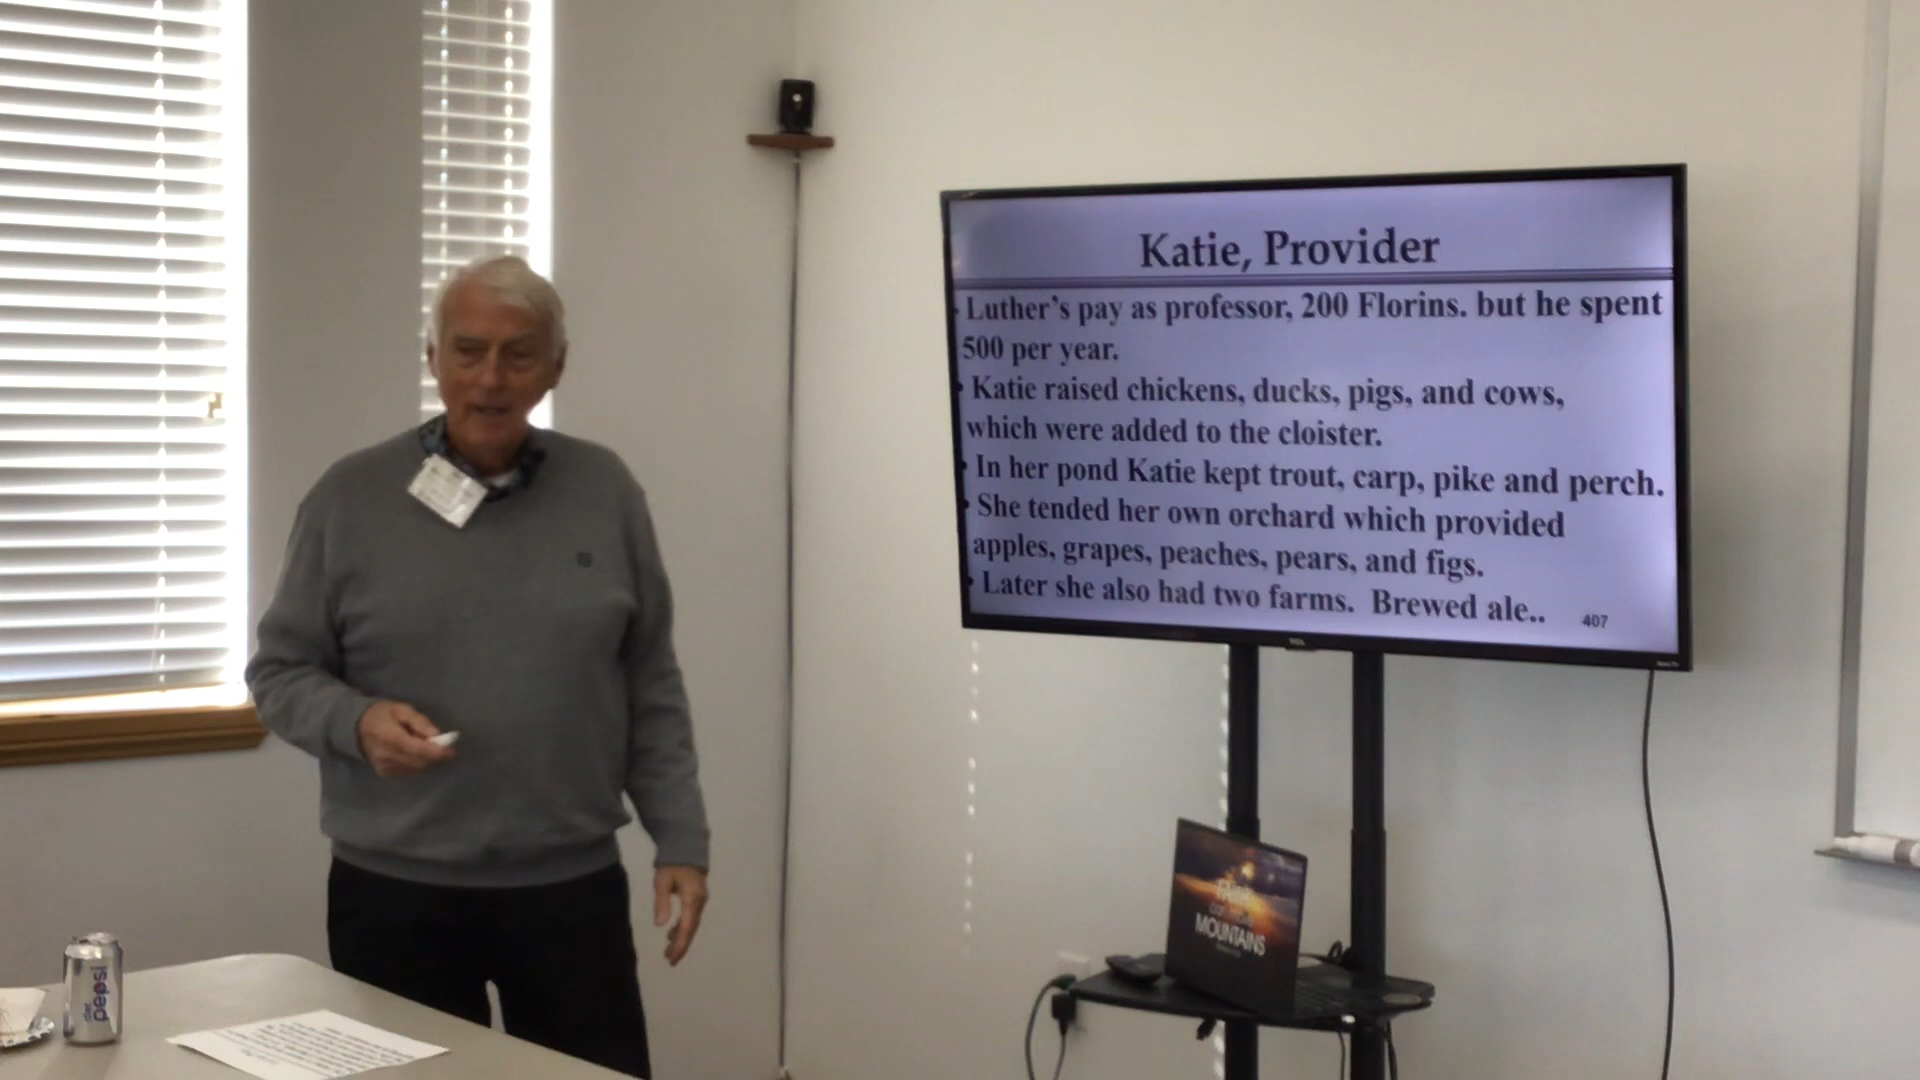 Katie, Provider
• Luther's pay as professor, 200 Florins. but he spent
500 per year.
• Katie raised chickens, ducks, pigs, and cows,
which were added to the cloister.
• In her pond Katie kept trout, carp, pike and perch.
• She tended her own orchard which provided
apples, grapes, peaches, pears, and figs.
• Later she also had two farms. Brewed ale..
407
TCL
MOUNTAINS
diet
pepsi